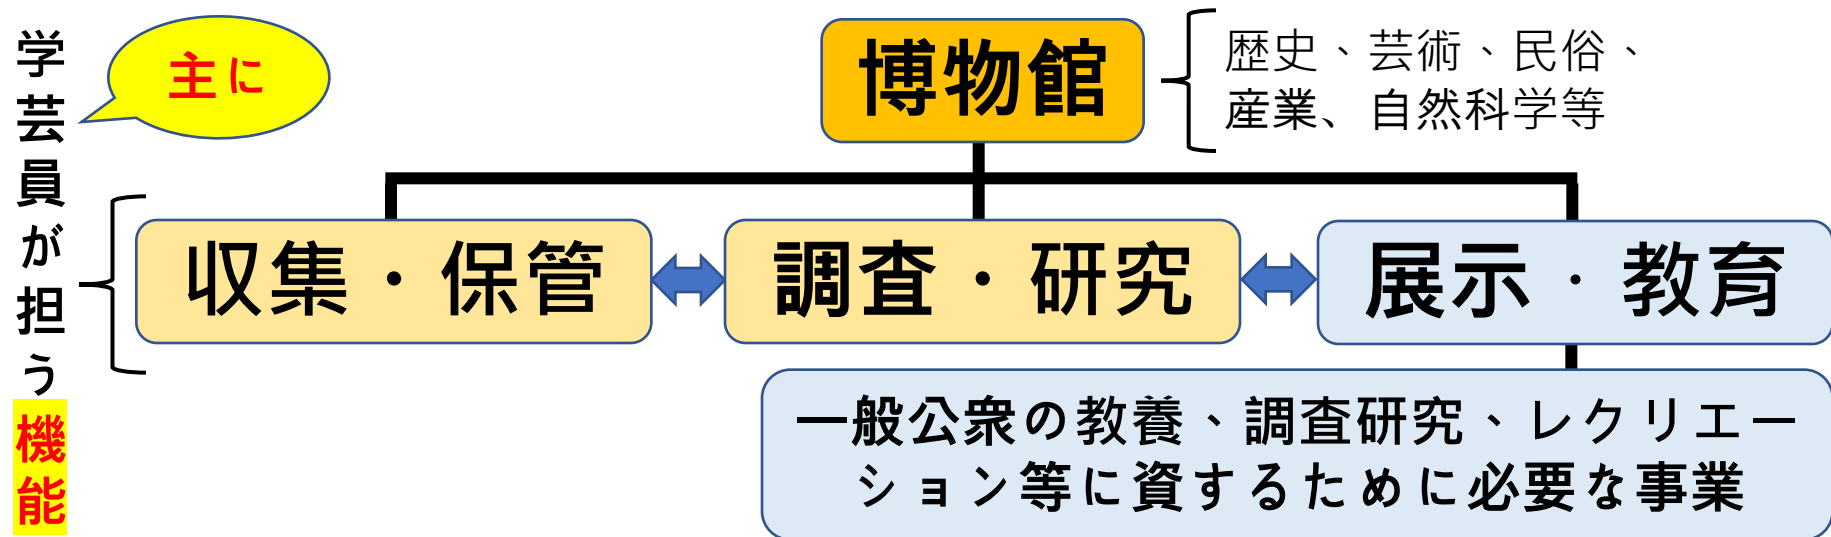 学芸員が担う機能
主に
博物館
歴史、芸術、民俗、
産業、自然科学等
収集・保管
調査・研究
展示・教育
一般公衆の教養、調査研究、レクリエー
ション等に資するために必要な事業